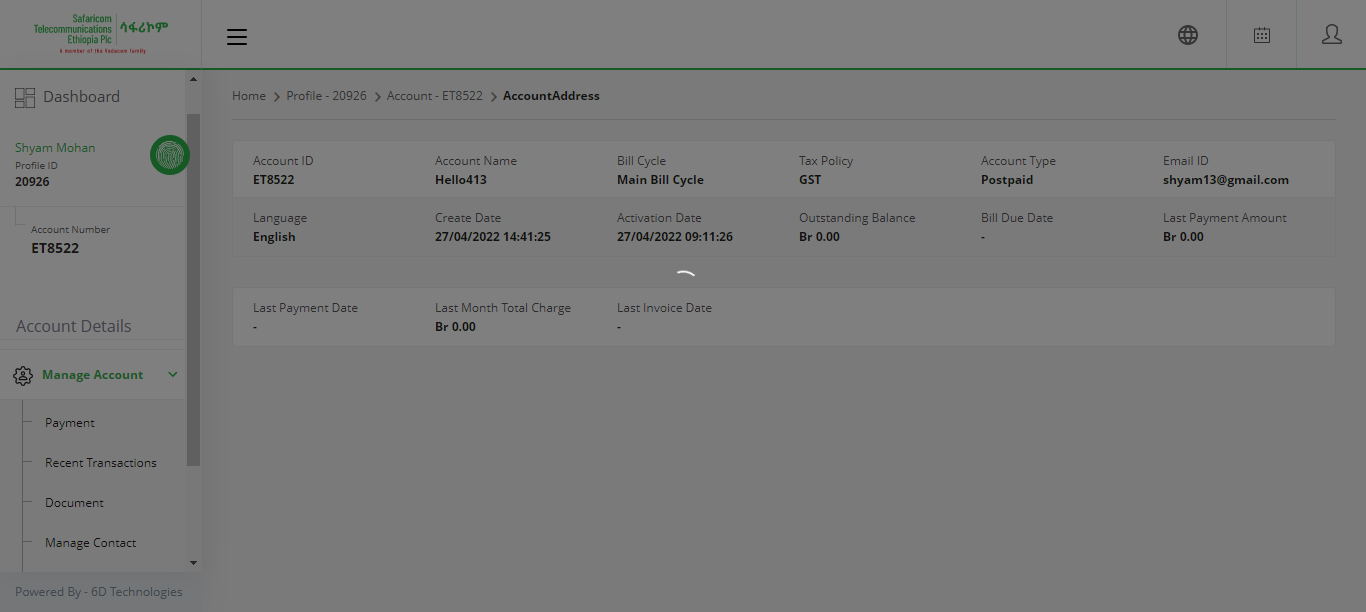 Safaricom
Telecommunications
Ethiopia Plc
ሳፋሪኮም
A member of the Vodacom family
Dashboard
Shyam Mohan
Profile ID
20926
Account Number
ET8522
Account Details
Manage Account
Payment
Recent Transactions
Document
Manage Contact
Powered By - 6D Technologies
Home > Profile - 20926 > Account - ET8522 > AccountAddress
Account ID Account Name Bill Cycle Tax Policy Account Type Email ID
ET8522 Hello413 Main Bill Cycle GST Postpaid shyam13@gmail.com
Language Create Date Activation Date Outstanding Balance Bill Due Date Last Payment Amount
English 27/04/2022 14:41:25 27/04/2022 09:11:26 Br 0.00 - Br 0.00
Last Payment Date Last Month Total Charge Last Invoice Date
- Br 0.00 -